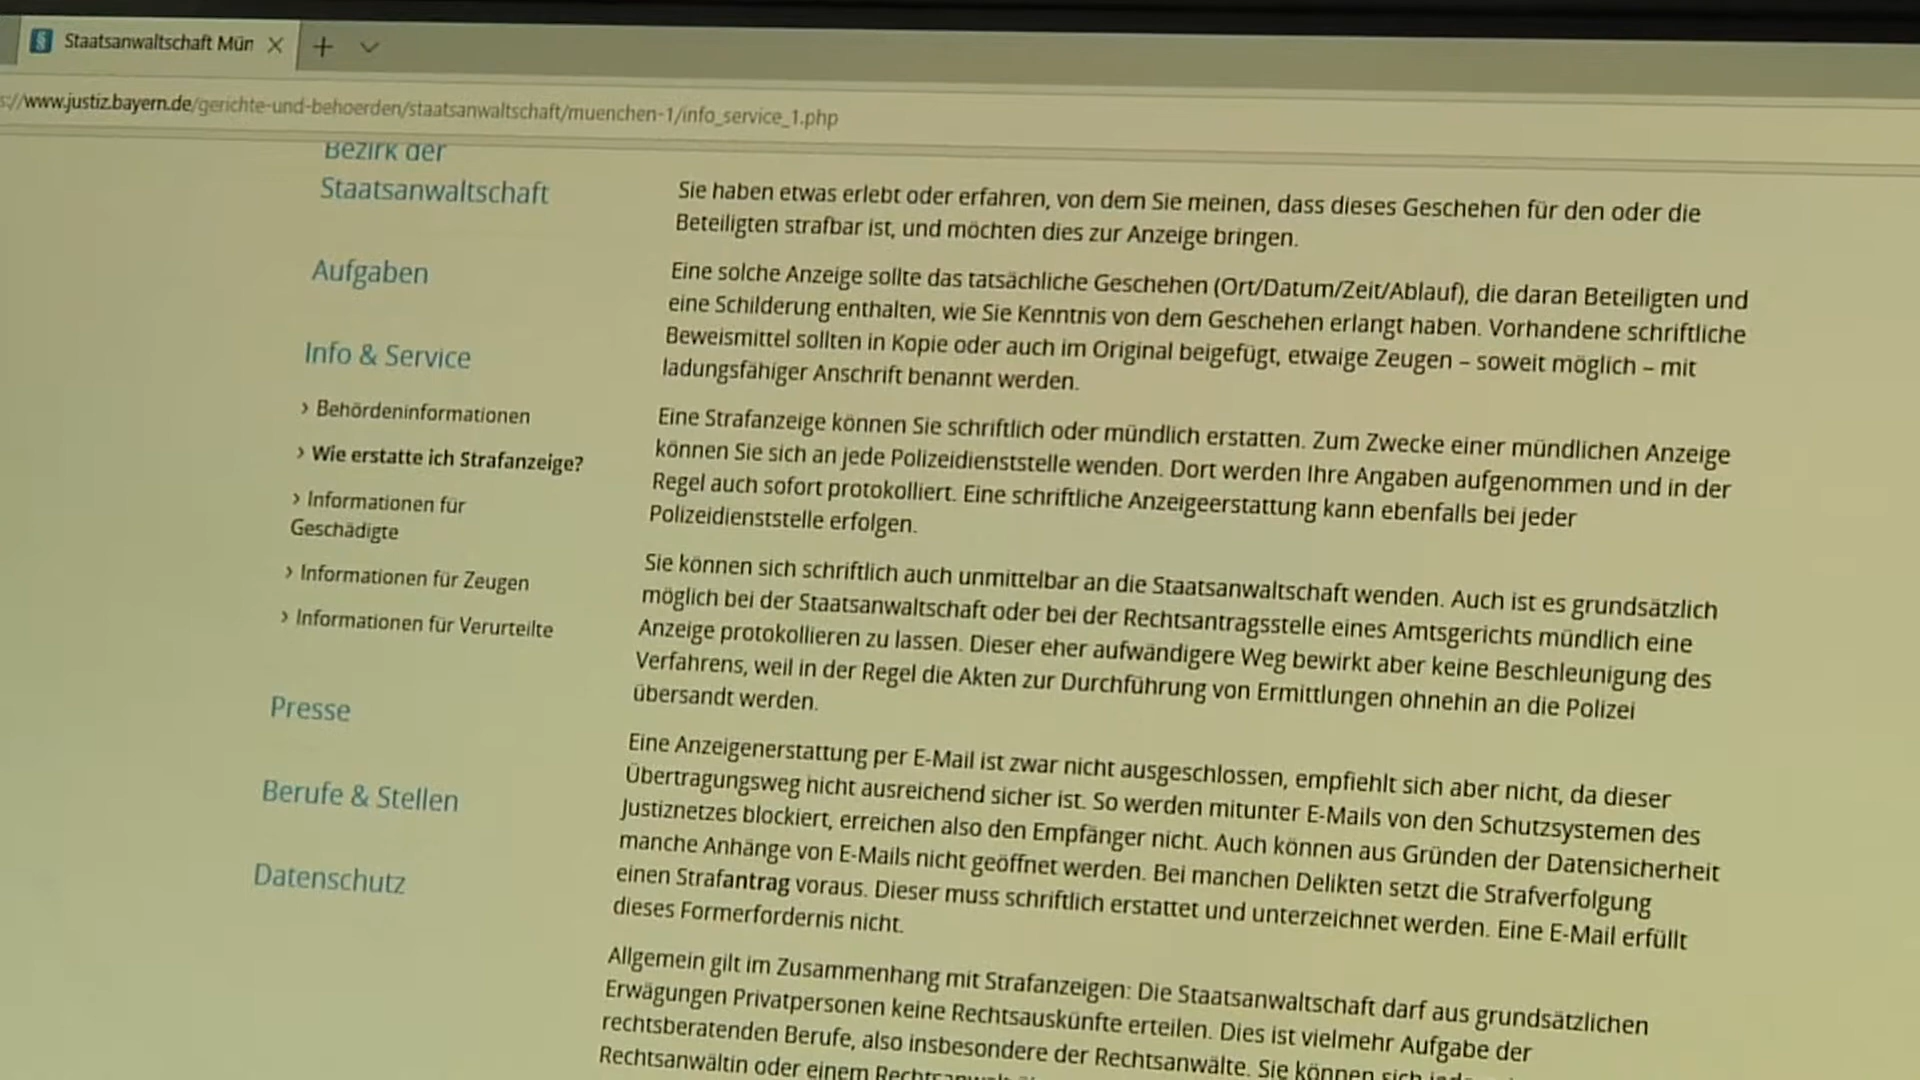 Staatsanwaltschaft Mün
s://www.justiz.bayern.de/gerichte-und-behoerden/staatsanwaltschaft/muenchen-1/info_service_1.php
Bezirk der
Staatsanwaltschaft
Aufgaben
Info & Service
› Behördeninformationen
› Wie erstatte ich Strafanzeige?
› Informationen für
Geschädigte
› Informationen für Zeugen
› Informationen für Verurteilte
Presse
Berufe & Stellen
Datenschutz
Sie haben etwas erlebt oder erfahren, von dem Sie meinen, dass dieses Geschehen für den oder die
Beteiligten strafbar ist, und möchten dies zur Anzeige bringen.
Eine solche Anzeige sollte das tatsächliche Geschehen (Ort/Datum/Zeit/Ablauf), die daran Beteiligten und
eine Schilderung enthalten, wie Sie Kenntnis von dem Geschehen erlangt haben. Vorhandene schriftliche
Beweismittel sollten in Kopie oder auch im Original beigefügt, etwaige Zeugen – soweit möglich – mit
ladungsfähiger Anschrift benannt werden.
Eine Strafanzeige können Sie schriftlich oder mündlich erstatten. Zum Zwecke einer mündlichen Anzeige
können Sie sich an jede Polizeidienststelle wenden. Dort werden Ihre Angaben aufgenommen und in der
Regel auch sofort protokolliert. Eine schriftliche Anzeigeerstattung kann ebenfalls bei jeder
Polizeidienststelle erfolgen.
Sie können sich schriftlich auch unmittelbar an die Staatsanwaltschaft wenden. Auch ist es grundsätzlich
möglich bei der Staatsanwaltschaft oder bei der Rechtsantragsstelle eines Amtsgerichts mündlich eine
Anzeige protokollieren zu lassen. Dieser eher aufwändigere Weg bewirkt aber keine Beschleunigung des
Verfahrens, weil in der Regel die Akten zur Durchführung von Ermittlungen ohnehin an die Polizei
übersandt werden.
Eine Anzeigenerstattung per E-Mail ist zwar nicht ausgeschlossen, empfiehlt sich aber nicht, da dieser
Übertragungsweg nicht ausreichend sicher ist. So werden mitunter E-Mails von den Schutzsystemen des
Justiznetzes blockiert, erreichen also den Empfänger nicht. Auch können aus Gründen der Datensicherheit
manche Anhänge von E-Mails nicht geöffnet werden. Bei manchen Delikten setzt die Strafverfolgung
einen Strafantrag voraus. Dieser muss schriftlich erstattet und unterzeichnet werden. Eine E-Mail erfüllt
dieses Formerfordernis nicht.
Allgemein gilt im Zusammenhang mit Strafanzeigen: Die Staatsanwaltschaft darf aus grundsätzlichen
Erwägungen Privatpersonen keine Rechtsauskünfte erteilen. Dies ist vielmehr Aufgabe der
rechtsberatenden Berufe, also insbesondere der Rechtsanwälte. Sie können sich
Rechtsanwältin oder einem